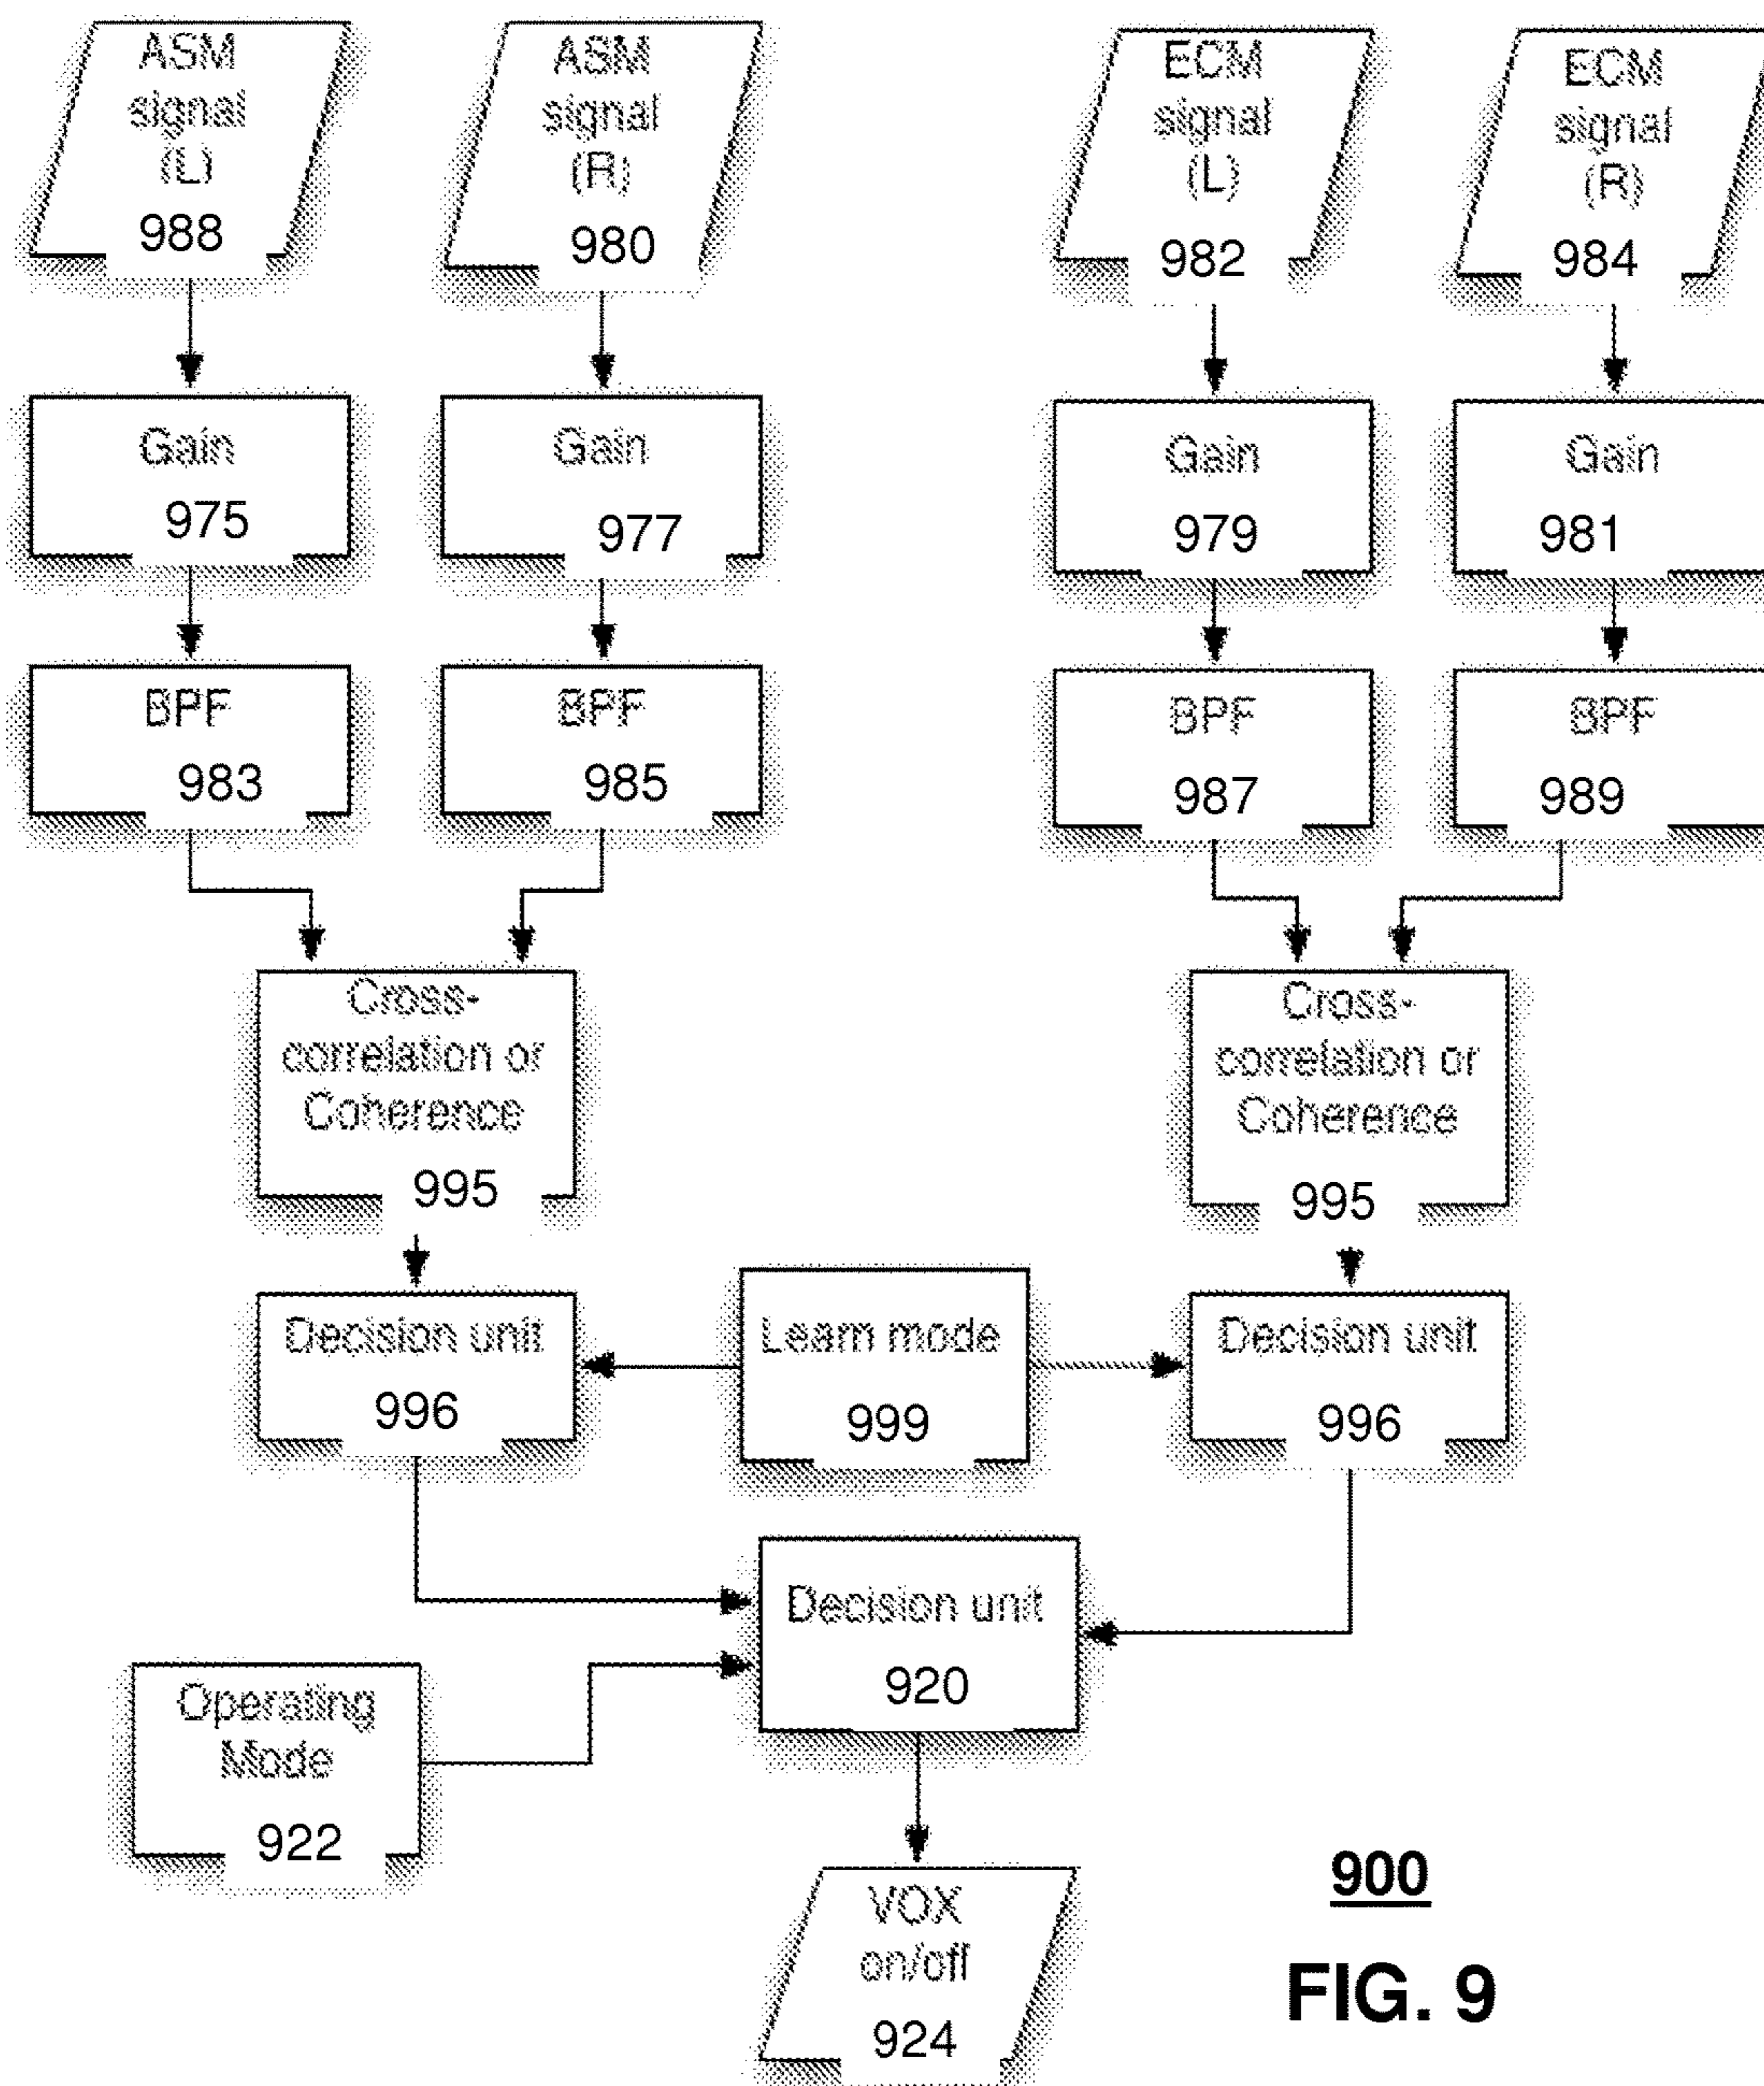 ASM
signal
(L)
988
ASM
signal
(R)
980
ECM
signal
(L)
982
ECM
signal
(R)
984
Gain
975
Gain
977
Gain
979
Gain
981
BPF
983
BPF
985
BPF
987
BPF
989
Cross-
correlation or
Coherence
995
Cross-
correlation or
Coherence
995
Decision unit
996
Learn mode
999
Decision unit
996
Decision unit
920
Operating
Mode
922
VOX
on/off
924
900
FIG. 9